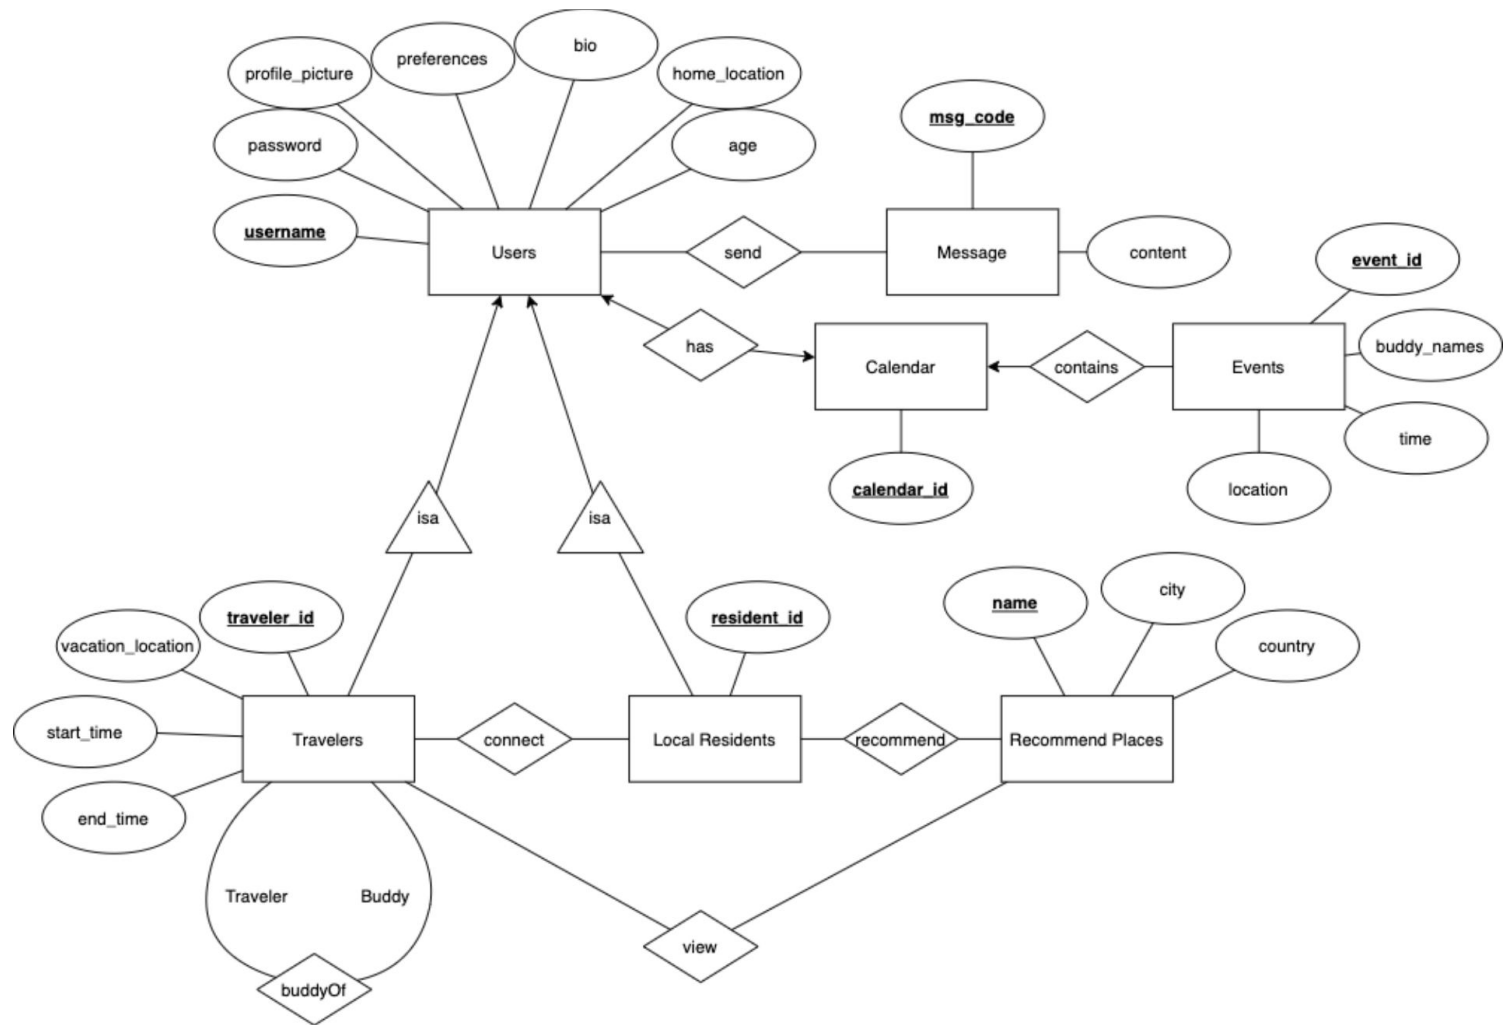 bio
preferences
profile_picture
home_location
msg_code
password
age
username
Users
send
Message
content
event_id
has
Calendar
contains
Events
buddy_names
time
calendar_id
location
isa
isa
traveler_id
resident_id
name
city
vacation_location
country
start_time
Travelers
connect
Local Residents
recommend
Recommend Places
end_time
Traveler
Buddy
view
buddyOf